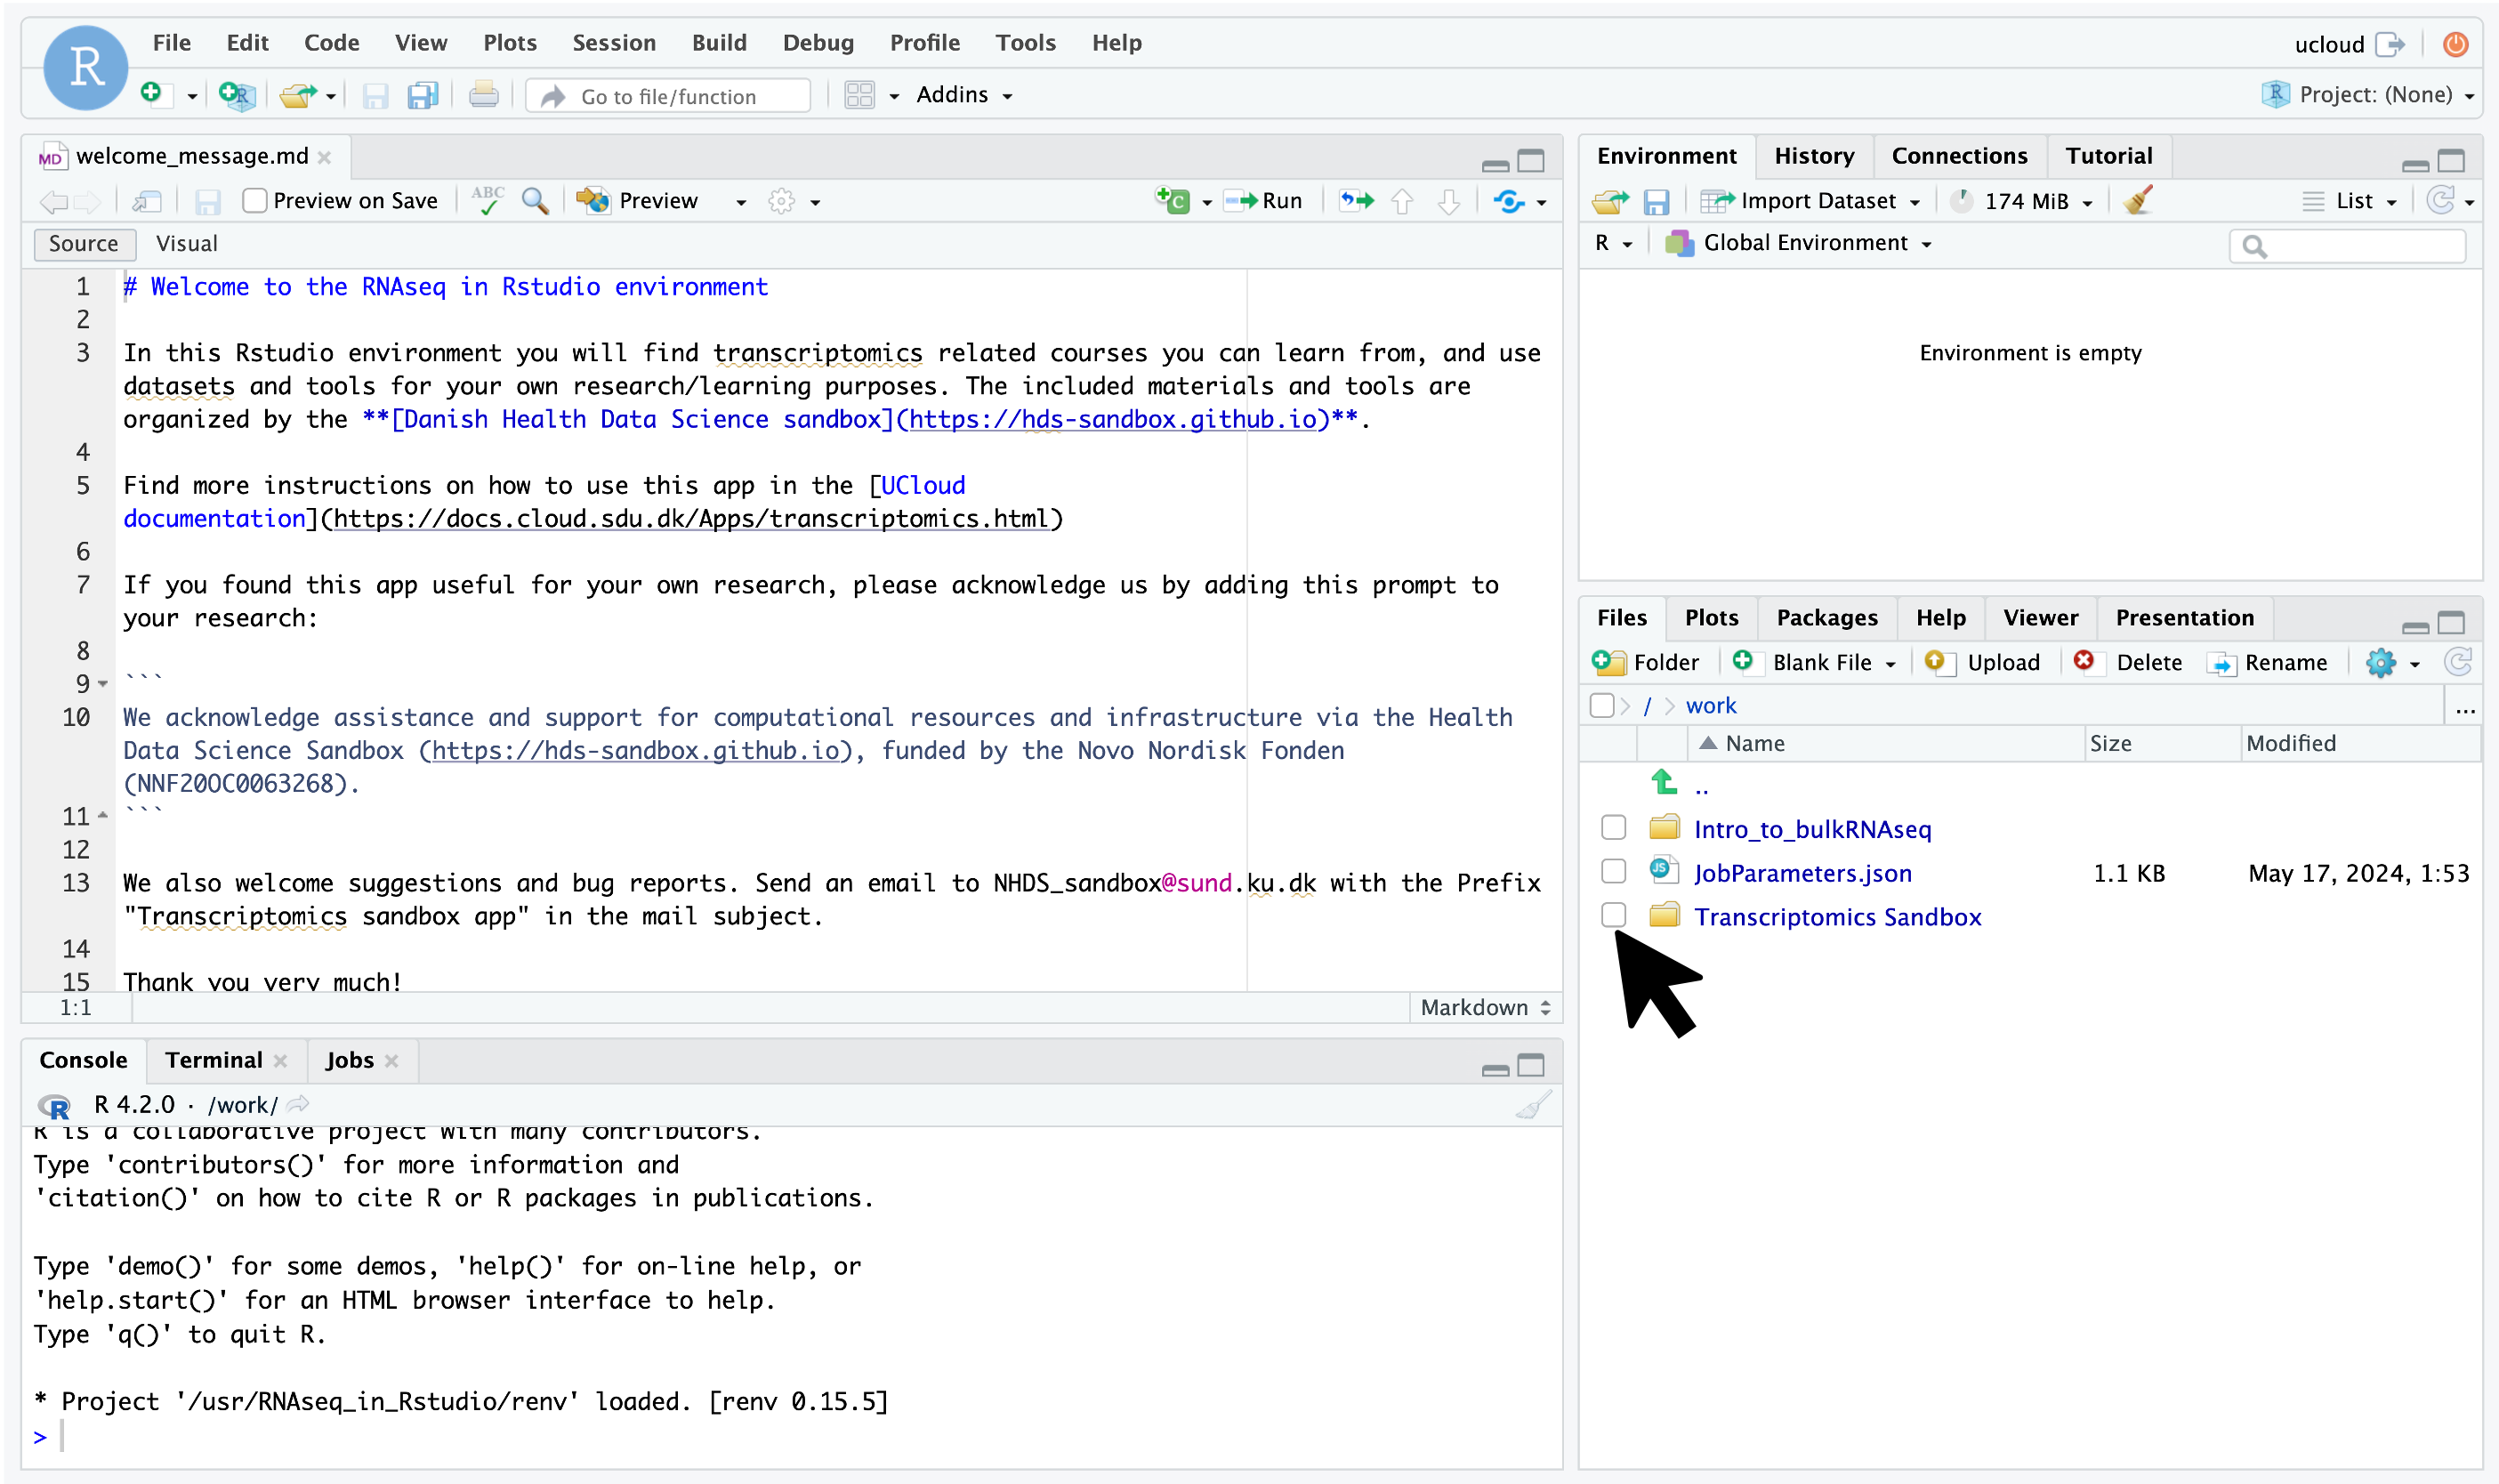 R File Edit Code View Plots Session Build Debug Profile Tools Help ucloud
Go to file/function Addins R Project: (None)
MD welcome_message.md
Preview on Save ABC Preview C Run
Source Visual
1 # Welcome to the RNAseq in Rstudio environment
2
3 In this Rstudio environment you will find transcriptomics related courses you can learn from, and use
datasets and tools for your own research/learning purposes. The included materials and tools are
organized by the **[Danish Health Data Science sandbox](https://hds-sandbox.github.io)**.
4
5 Find more instructions on how to use this app in the [UCloud
documentation](https://docs.cloud.sdu.dk/Apps/transcriptomics.html)
6
7 If you found this app useful for your own research, please acknowledge us by adding this prompt to
your research:
8
9 ```
10 We acknowledge assistance and support for computational resources and infrastructure via the Health
Data Science Sandbox (https://hds-sandbox.github.io), funded by the Novo Nordisk Fonden
(NNF20OC0063268).
11 ```
12
13 We also welcome suggestions and bug reports. Send an email to NHDS_sandbox@sund.ku.dk with the Prefix
"Transcriptomics sandbox app" in the mail subject.
14
15 Thank you very much!
1:1 Markdown
Console Terminal Jobs
R R 4.2.0 · /work/
R is a collaborative project with many contributors.
Type 'contributors()' for more information and
'citation()' on how to cite R or R packages in publications.
Type 'demo()' for some demos, 'help()' for on-line help, or
'help.start()' for an HTML browser interface to help.
Type 'q()' to quit R.
* Project '/usr/RNAseq_in_Rstudio/renv' loaded. [renv 0.15.5]
>
Environment History Connections Tutorial
Import Dataset 174 MiB List
R Global Environment
Environment is empty
Files Plots Packages Help Viewer Presentation
Folder Blank File Upload Delete Rename
/ work ...
Name Size Modified
..
Intro_to_bulkRNAseq
JS JobParameters.json 1.1 KB May 17, 2024, 1:53
Transcriptomics Sandbox